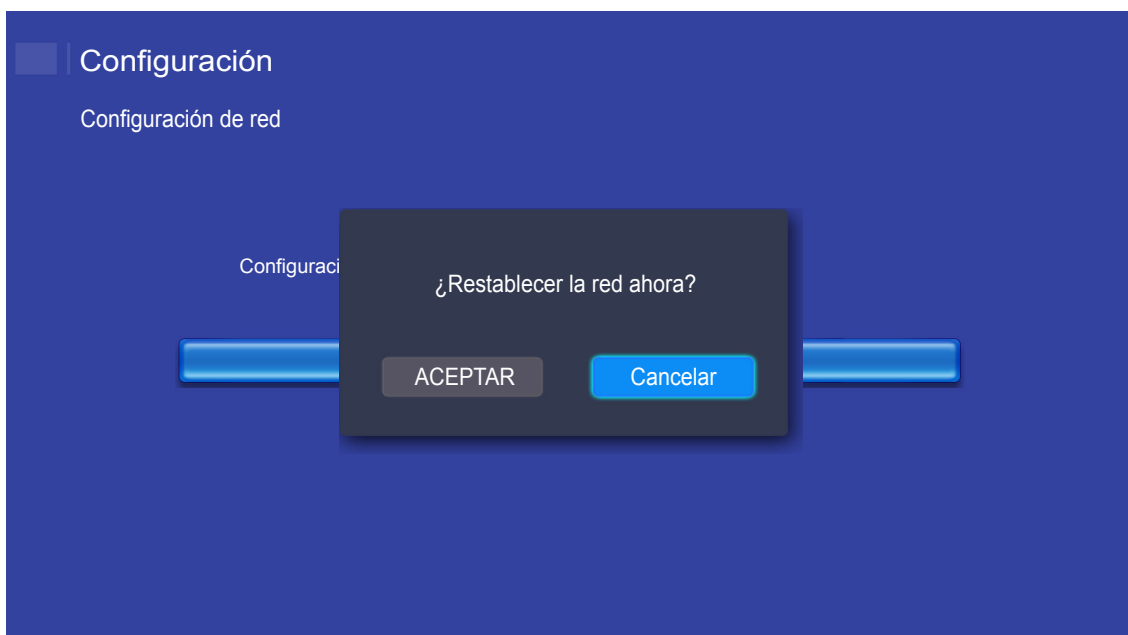 Configuración
Configuración de red
Configuraci
¿Restablecer la red ahora?
ACEPTAR
Cancelar